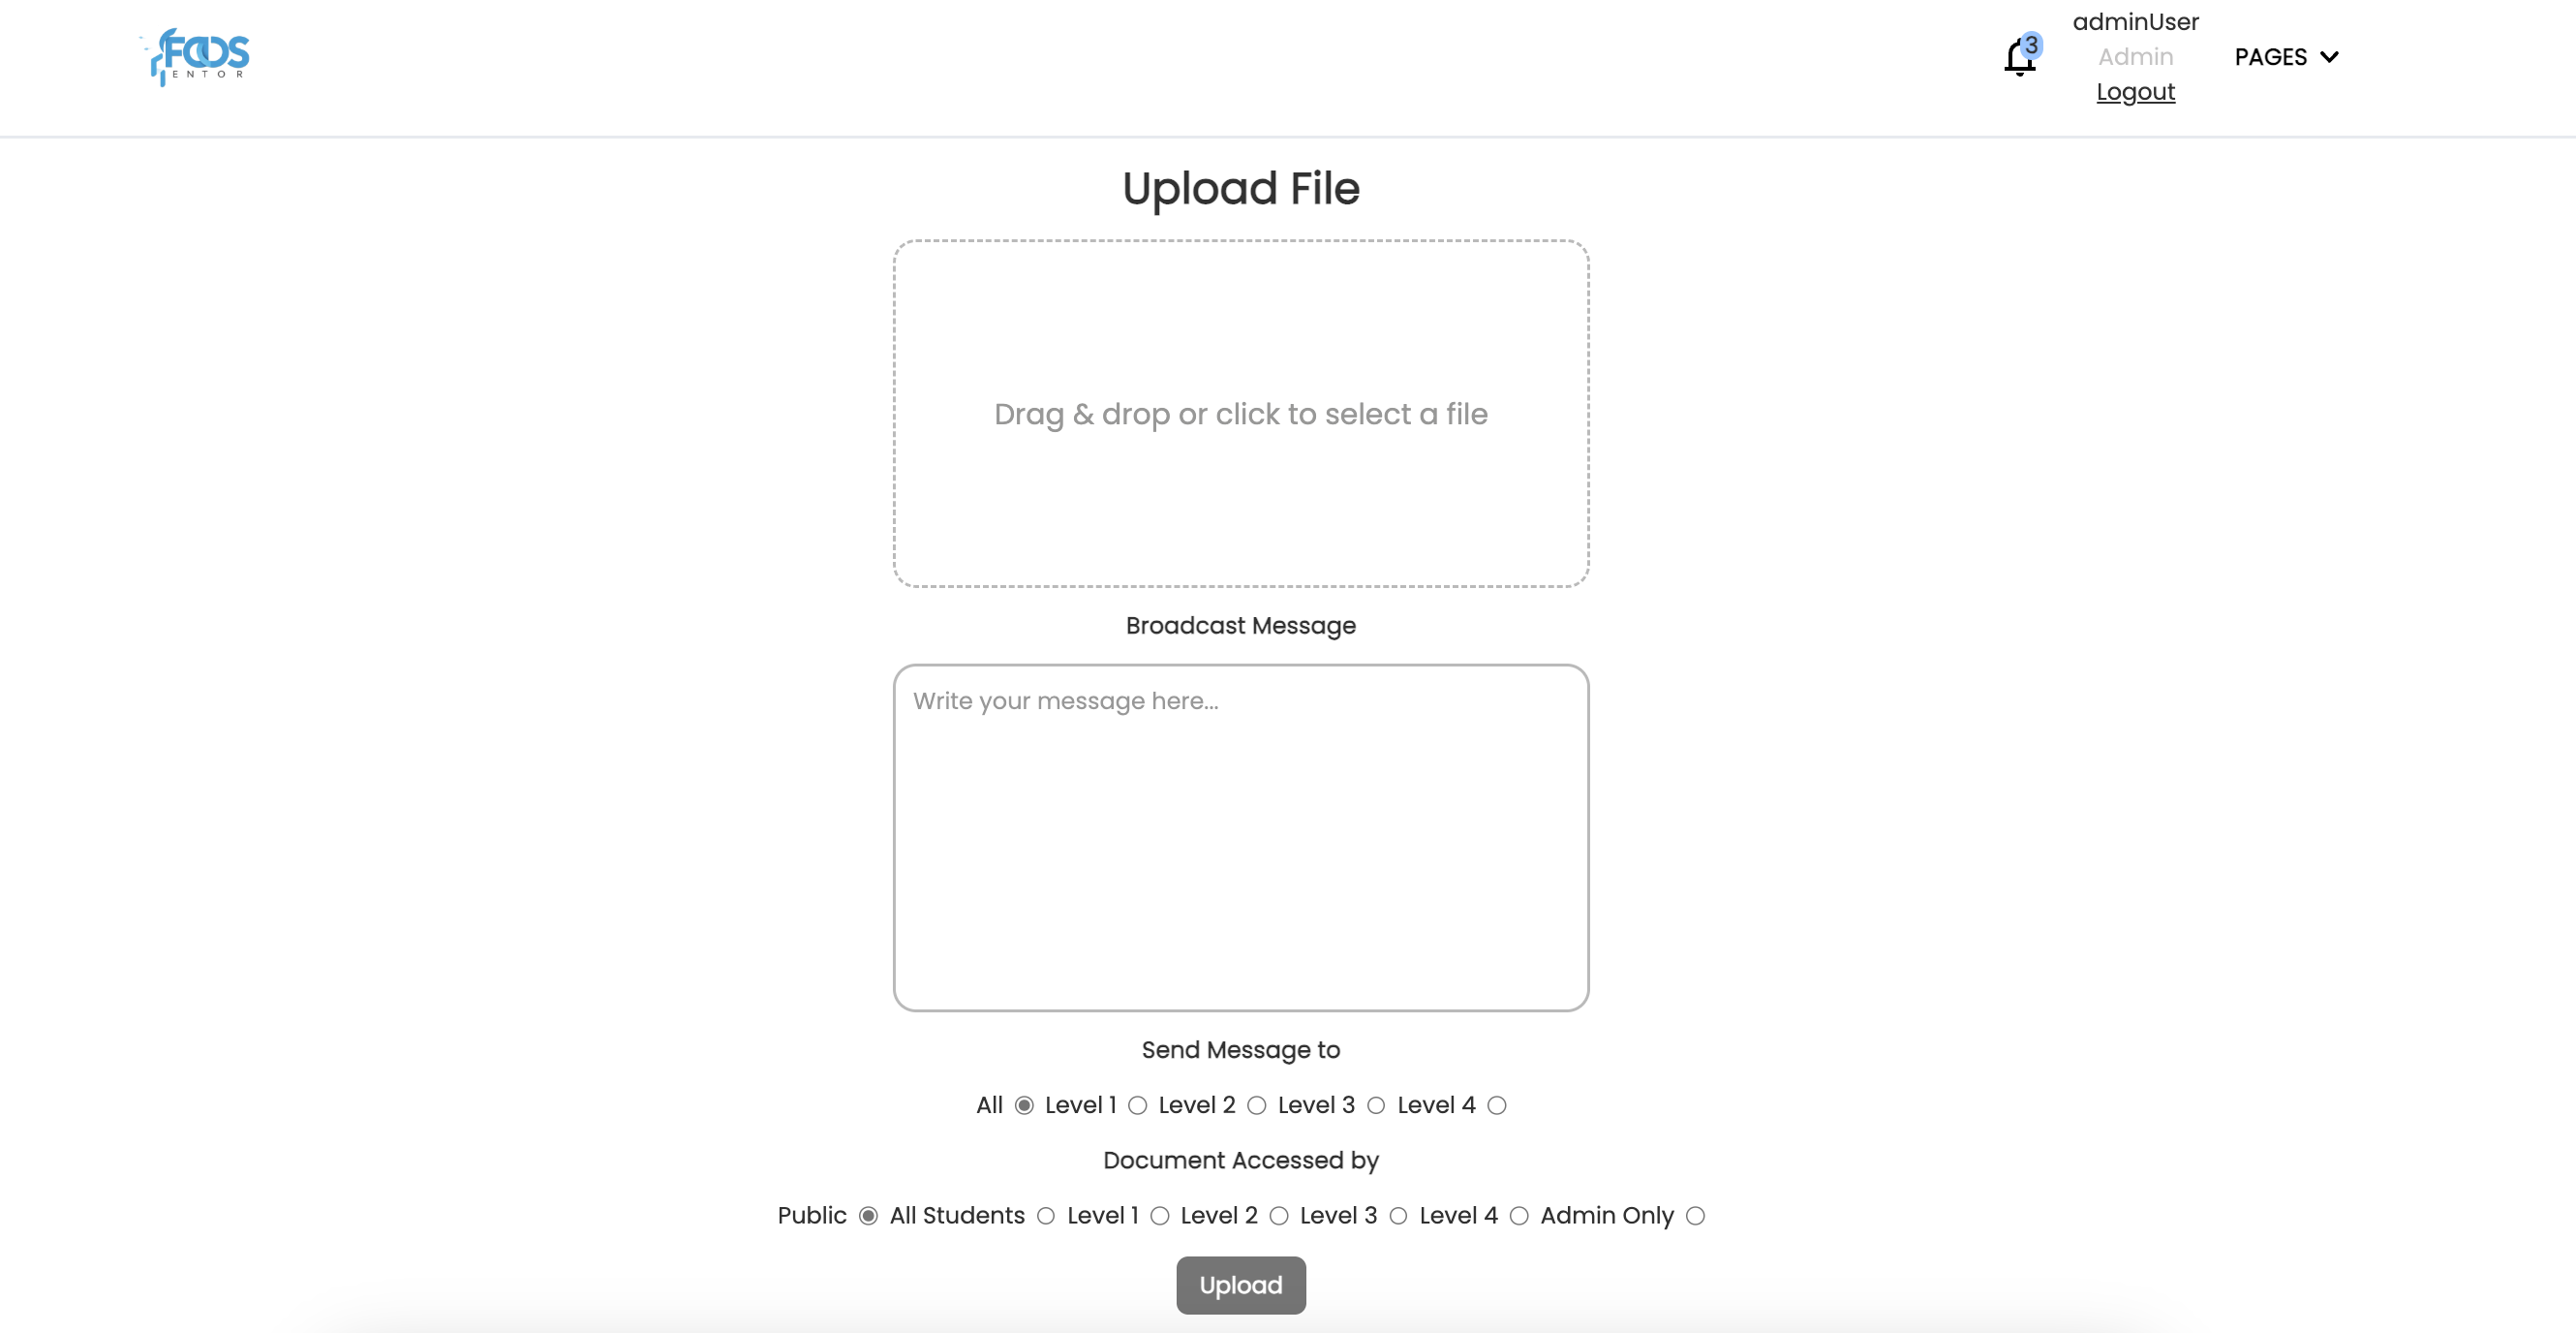 FOOS
ENTOR
3
adminUser
Admin
Logout
PAGES
Upload File
Drag & drop or click to select a file
Broadcast Message
Write your message here...
Send Message to
All Level 1 Level 2 Level 3 Level 4
Document Accessed by
Public All Students Level 1 Level 2 Level 3 Level 4 Admin Only
Upload